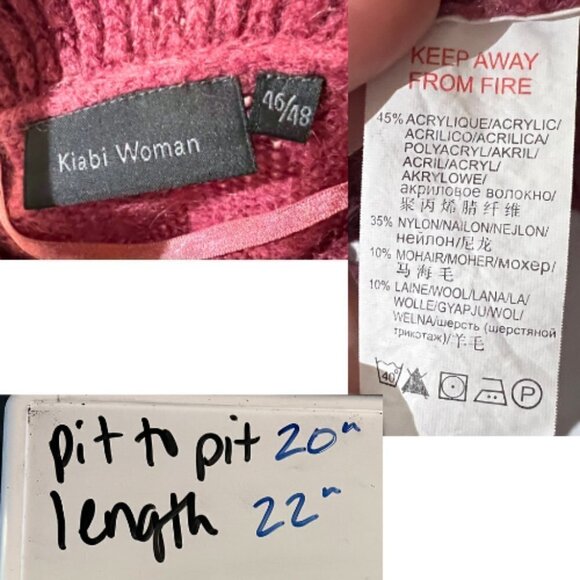 Kiabi Woman
46/48
KEEP AWAY
FROM FIRE
45% ACRYLIQUE/ACRYLIC/
ACRILICO/ACRILICA/
POLYACRYL/AKRIL/
ACRIL/ACRYL/
AKRYLOWE/
акриловое волокно/
聚丙烯腈纤维
35% NYLON/NAILON/NEJLON/
нейлон/尼龙
10% MOHAIR/MOHER/мохер/
马海毛
10% LAINE/WOOL/LANA/LA/
WOLLE/GYAPJU/WOL/
WELNA/шерсть (шерстяной
трикотаж)/羊毛
40°
P
pit to pit 20"
length 22"